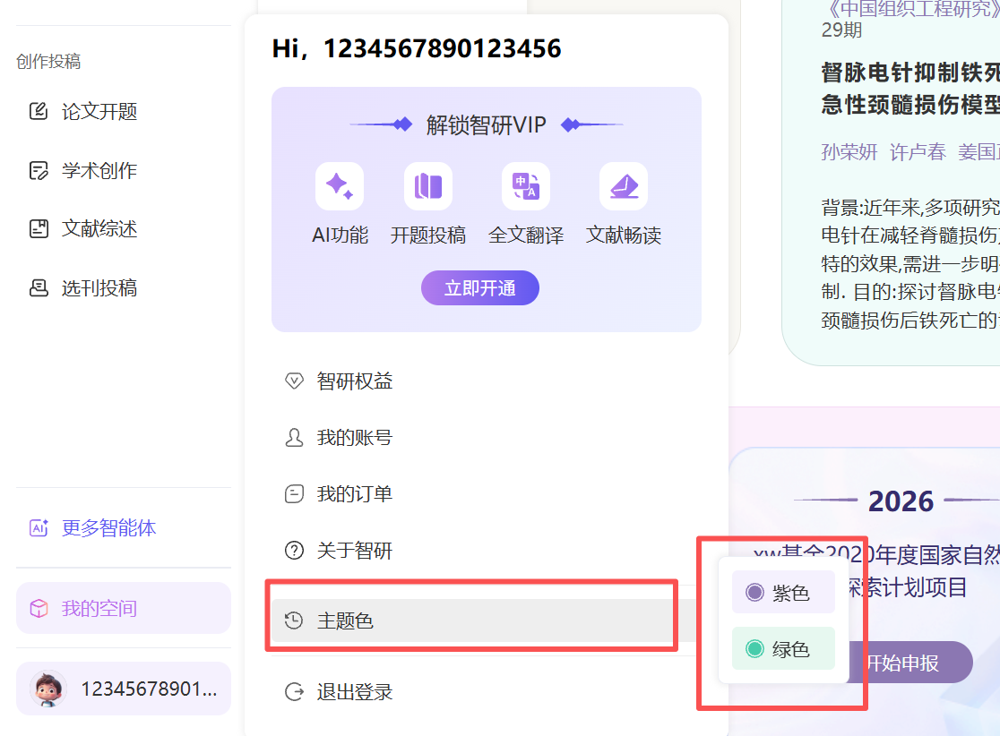 创作投稿
论文开题
学术创作
文献综述
选刊投稿
更多智能体
我的空间
12345678901...
Hi，1234567890123456
解锁智研VIP
AI功能
开题投稿
全文翻译
文献畅读
立即开通
智研权益
我的账号
我的订单
关于智研
主题色
退出登录
紫色
绿色
《中国组织工程研究》
29期
督脉电针抑制铁死
急性颈髓损伤模型
孙荣妍 许卢春 姜国
背景:近年来,多项研究
电针在减轻脊髓损伤
特的效果,需进一步明
制. 目的:探讨督脉电针
颈髓损伤后铁死亡的
2026
xw基金2020年度国家自然
探索计划项目
开始申报